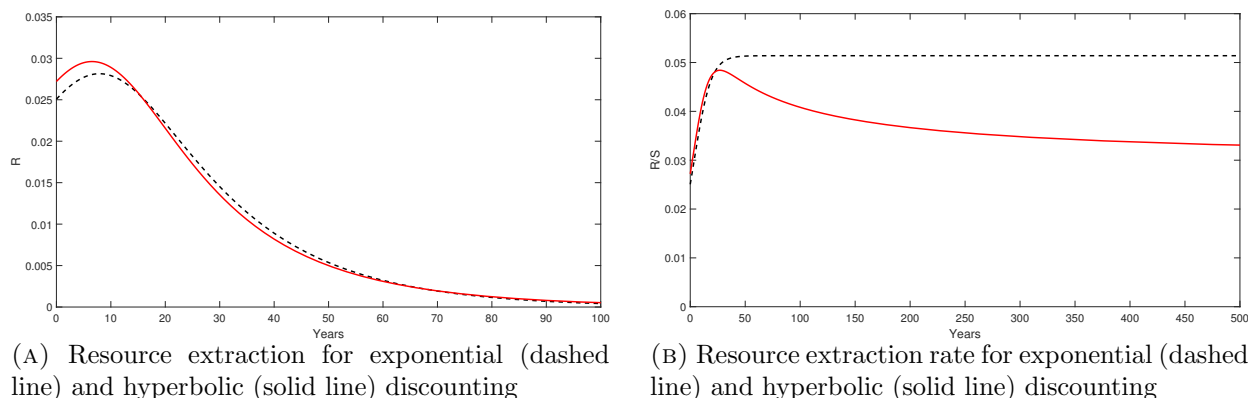 0.035
0.03
0.025
0.02
0.015
0.01
0.005
0
R
0 10 20 30 40 50 60 70 80 90 100
Years
(A) Resource extraction for exponential (dashed
line) and hyperbolic (solid line) discounting
0.06
0.05
0.04
0.03
0.02
0.01
0
R/S
0 50 100 150 200 250 300 350 400 450 500
Years
(B) Resource extraction rate for exponential (dashed
line) and hyperbolic (solid line) discounting